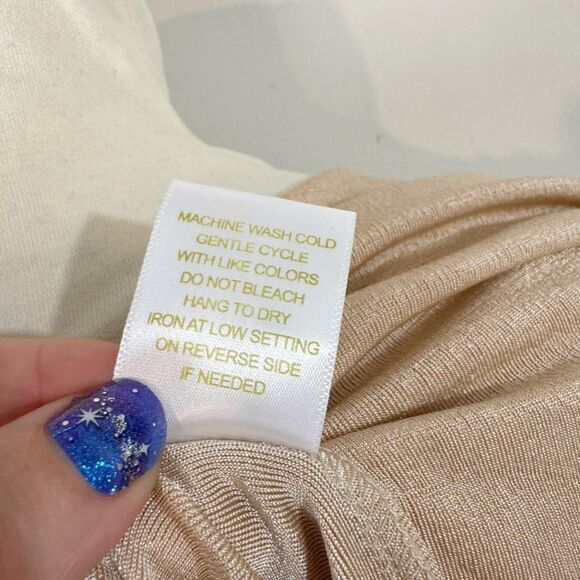 MACHINE WASH COLD
GENTLE CYCLE
WITH LIKE COLORS
DO NOT BLEACH
HANG TO DRY
IRON AT LOW SETTING
ON REVERSE SIDE
IF NEEDED